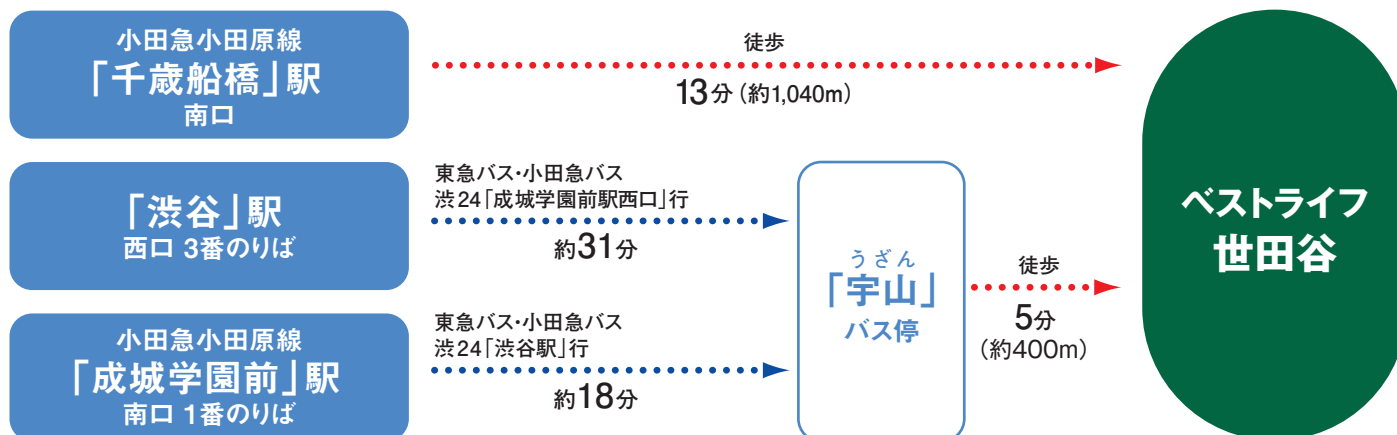 小田急小田原線
「千歳船橋」駅
南口
徒歩
13分（約1,040m）
「渋谷」駅
西口 3番のりば
東急バス・小田急バス
渋24「成城学園前駅西口」行
約31分
小田急小田原線
「成城学園前」駅
南口 1番のりば
東急バス・小田急バス
渋24「渋谷駅」行
約18分
うざん
「宇山」
バス停
徒歩
5分
（約400m）
ベストライフ
世田谷